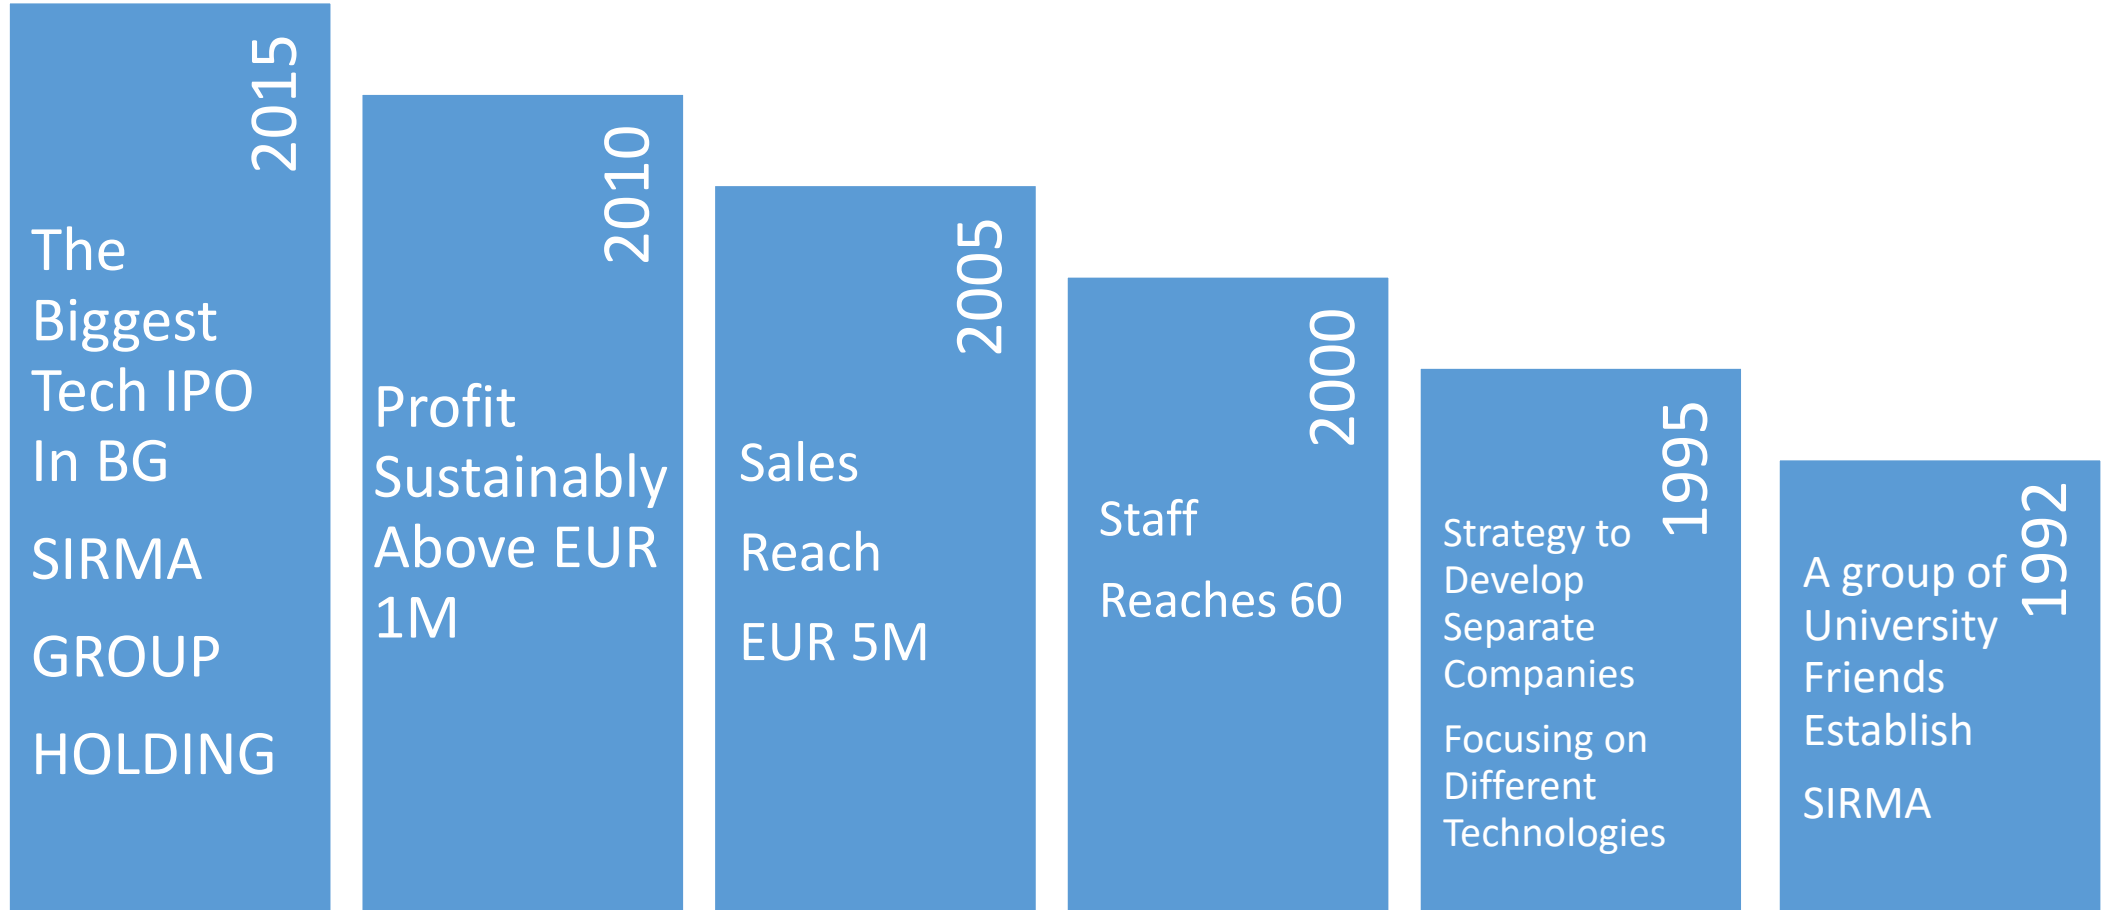 2015
The
Biggest
Tech IPO
In BG
SIRMA
GROUP
HOLDING
2010
Profit
Sustainably
Above EUR
1M
2005
Sales
Reach
EUR 5M
2000
Staff
Reaches 60
1995
Strategy to
Develop
Separate
Companies
Focusing on
Different
Technologies
1992
A group of
University
Friends
Establish
SIRMA